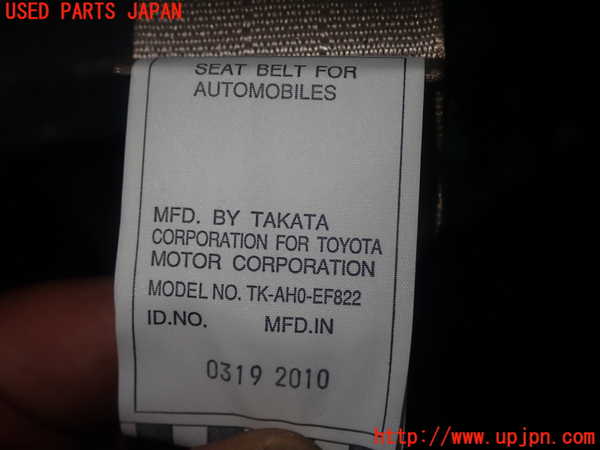 USED PARTS JAPAN
SEAT BELT FOR
AUTOMOBILES
MFD. BY TAKATA
CORPORATION FOR TOYOTA
MOTOR CORPORATION
MODEL NO. TK-AH0-EF822
ID.NO. MFD.IN
0319 2010
http://www.upjpn.com/